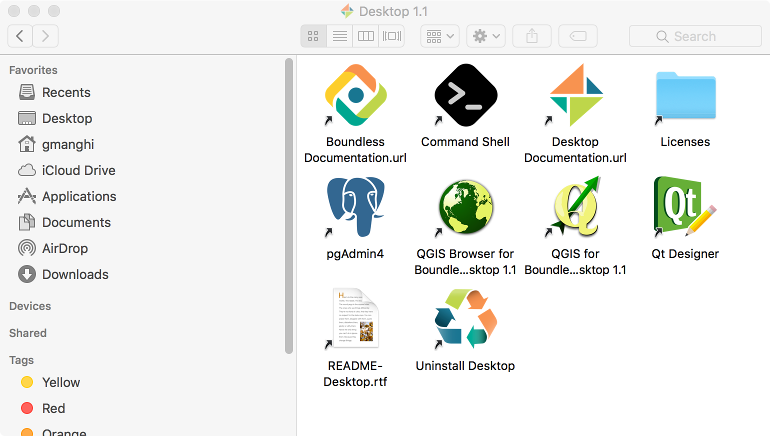 Desktop 1.1
Search
Favorites
Recents
Desktop
gmanghi
iCloud Drive
Applications
Documents
AirDrop
Downloads
Devices
Shared
Tags
Yellow
Red
Orange
Boundless
Documentation.url
Command Shell
Desktop
Documentation.url
Licenses
pgAdmin4
QGIS Browser for
Boundle...sktop 1.1
QGIS for
Boundle...sktop 1.1
Qt
Qt Designer
README-
Desktop.rtf
Uninstall Desktop